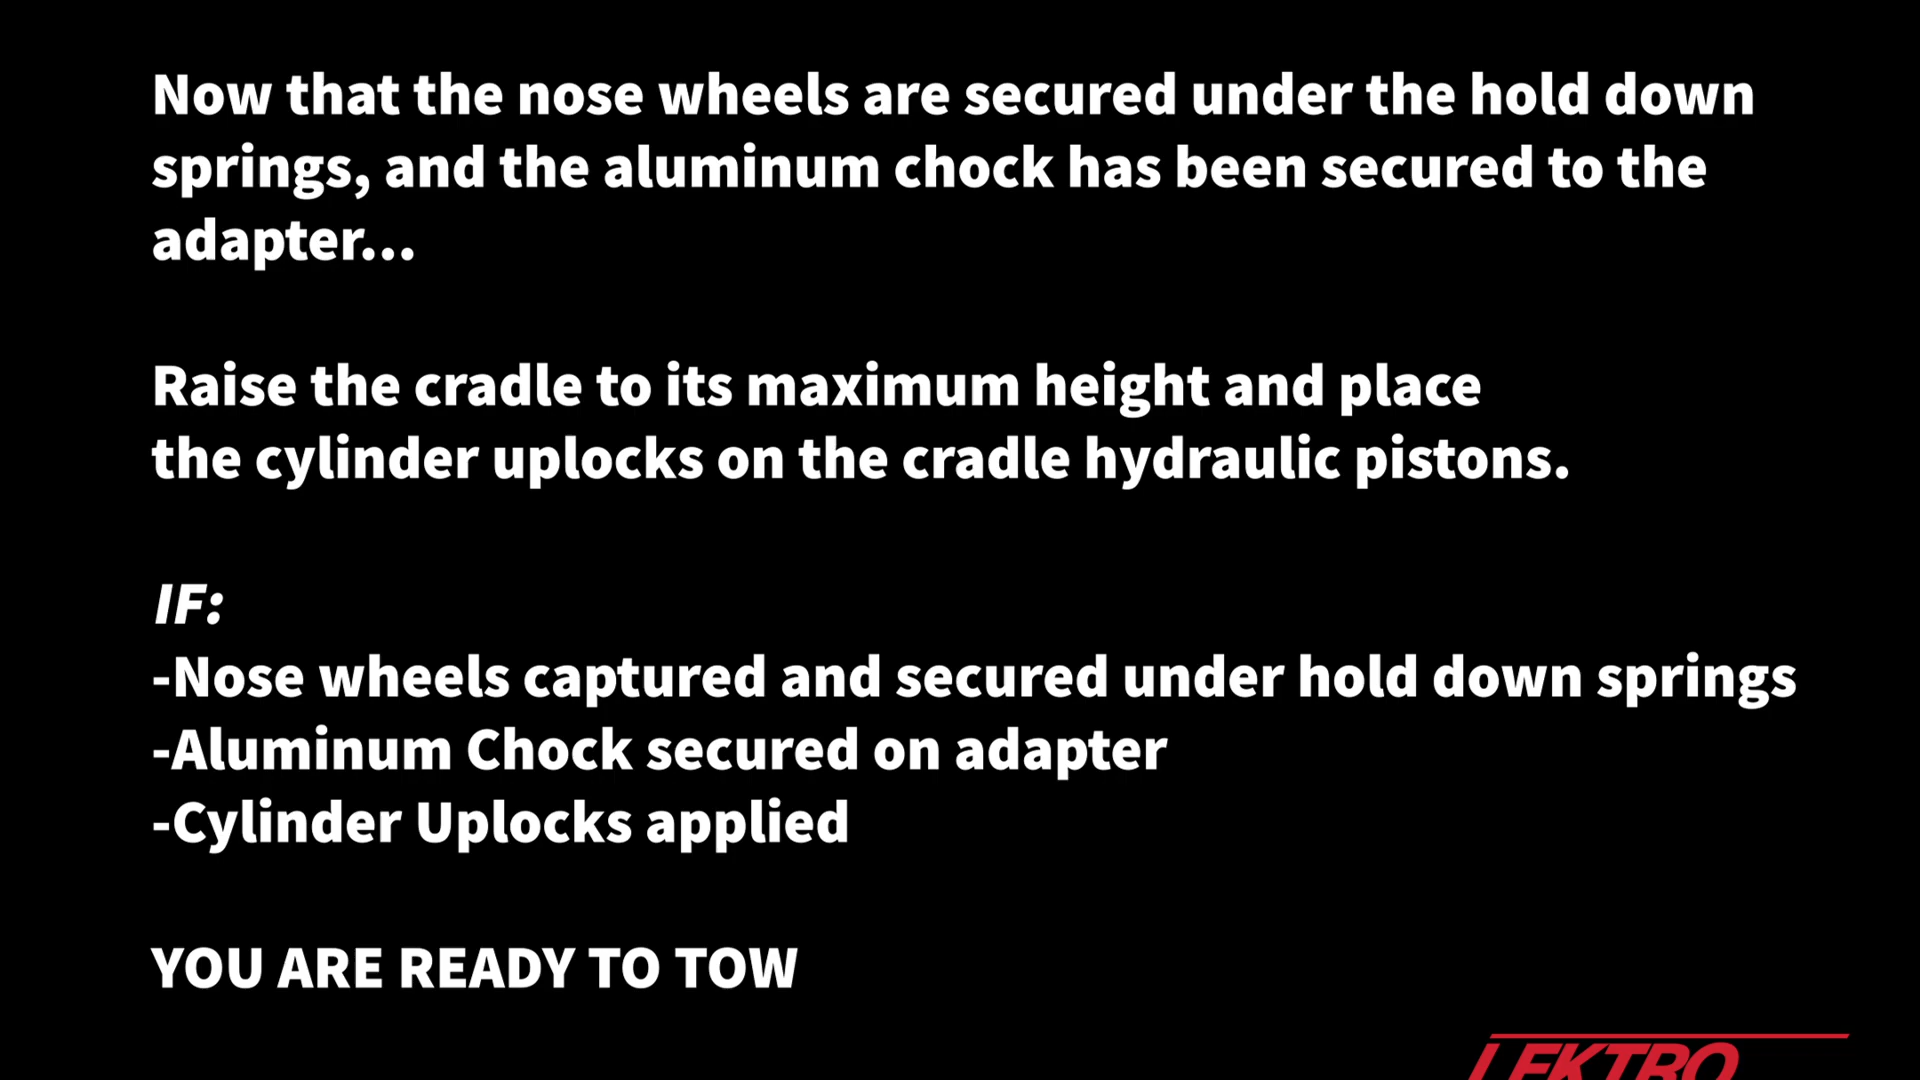 Now that the nose wheels are secured under the hold down
springs, and the aluminum chock has been secured to the
adapter...
Raise the cradle to its maximum height and place
the cylinder uplocks on the cradle hydraulic pistons.
IF:
-Nose wheels captured and secured under hold down springs
-Aluminum Chock secured on adapter
-Cylinder Uplocks applied
YOU ARE READY TO TOW
LEKTRO